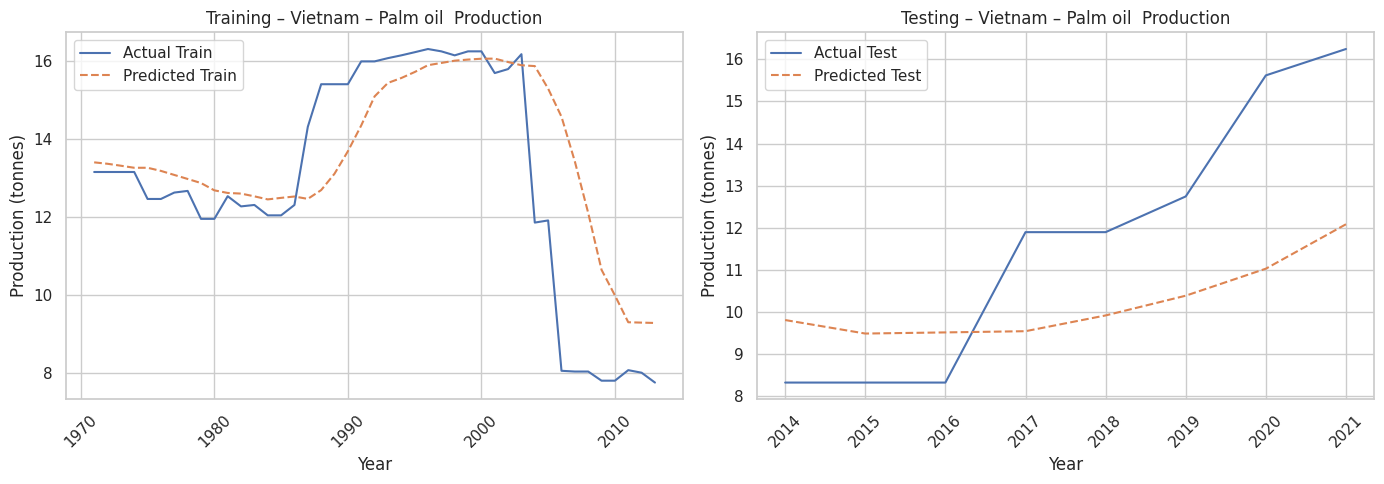 Training – Vietnam – Palm oil  Production
Actual Train
Predicted Train
Production (tonnes)
16
14
12
10
8
1970
1980
1990
2000
2010
Year
Testing – Vietnam – Palm oil  Production
Actual Test
Predicted Test
Production (tonnes)
16
15
14
13
12
11
10
9
8
2014
2015
2016
2017
2018
2019
2020
2021
Year